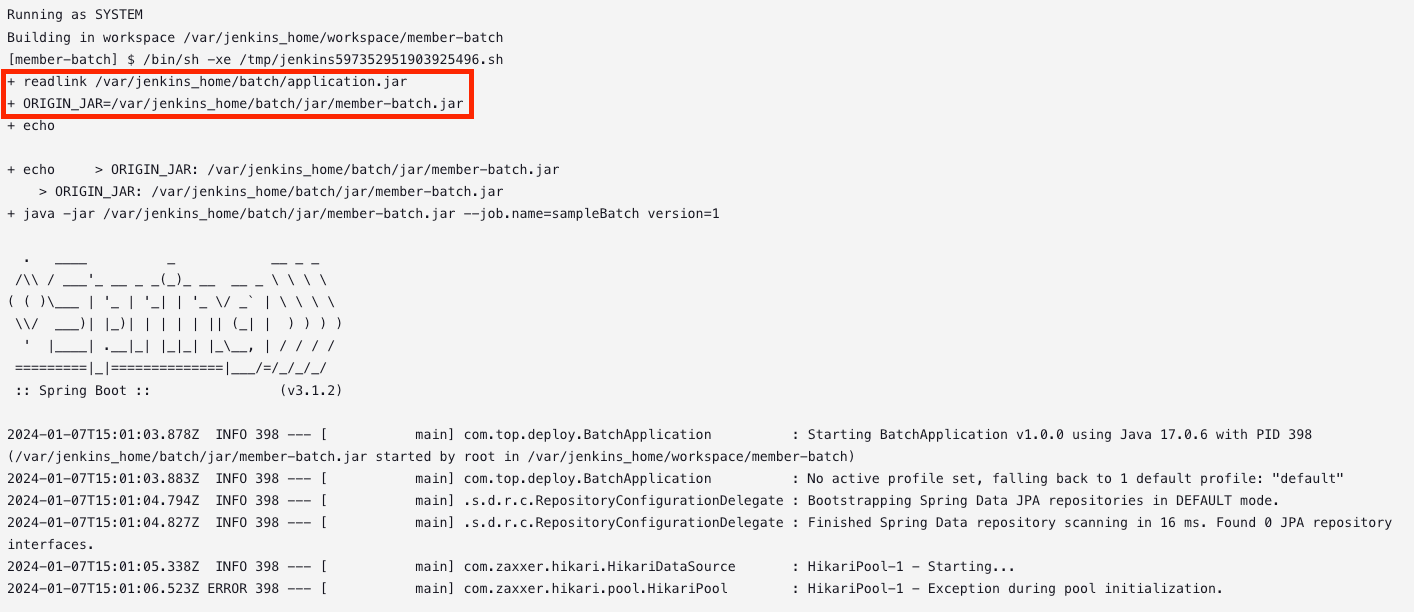 Running as SYSTEM
Building in workspace /var/jenkins_home/workspace/member-batch
[member-batch] $ /bin/sh -xe /tmp/jenkins597352951903925496.sh
+ readlink /var/jenkins_home/batch/application.jar
+ ORIGIN_JAR=/var/jenkins_home/batch/jar/member-batch.jar
+ echo

+ echo     > ORIGIN_JAR: /var/jenkins_home/batch/jar/member-batch.jar
    > ORIGIN_JAR: /var/jenkins_home/batch/jar/member-batch.jar
+ java -jar /var/jenkins_home/batch/jar/member-batch.jar --job.name=sampleBatch version=1

  .   ____          _            __ _ _
 /\\ / ___'_ __ _ _(_)_ __  __ _ \ \ \ \
( ( )\___ | '_ | '_| | '_ \/ _` | \ \ \ \
 \\/  ___)| |_)| | | | | || (_| |  ) ) ) )
  '  |____| .__|_| |_|_| |_\__, | / / / /
 =========|_|==============|___/=/_/_/_/
 :: Spring Boot ::                (v3.1.2)

2024-01-07T15:01:03.878Z  INFO 398 --- [           main] com.top.deploy.BatchApplication          : Starting BatchApplication v1.0.0 using Java 17.0.6 with PID 398
(/var/jenkins_home/batch/jar/member-batch.jar started by root in /var/jenkins_home/workspace/member-batch)
2024-01-07T15:01:03.883Z  INFO 398 --- [           main] com.top.deploy.BatchApplication          : No active profile set, falling back to 1 default profile: "default"
2024-01-07T15:01:04.794Z  INFO 398 --- [           main] .s.d.r.c.RepositoryConfigurationDelegate : Bootstrapping Spring Data JPA repositories in DEFAULT mode.
2024-01-07T15:01:04.827Z  INFO 398 --- [           main] .s.d.r.c.RepositoryConfigurationDelegate : Finished Spring Data repository scanning in 16 ms. Found 0 JPA repository
interfaces.
2024-01-07T15:01:05.338Z  INFO 398 --- [           main] com.zaxxer.hikari.HikariDataSource       : HikariPool-1 - Starting...
2024-01-07T15:01:06.523Z ERROR 398 --- [           main] com.zaxxer.hikari.pool.HikariPool        : HikariPool-1 - Exception during pool initialization.